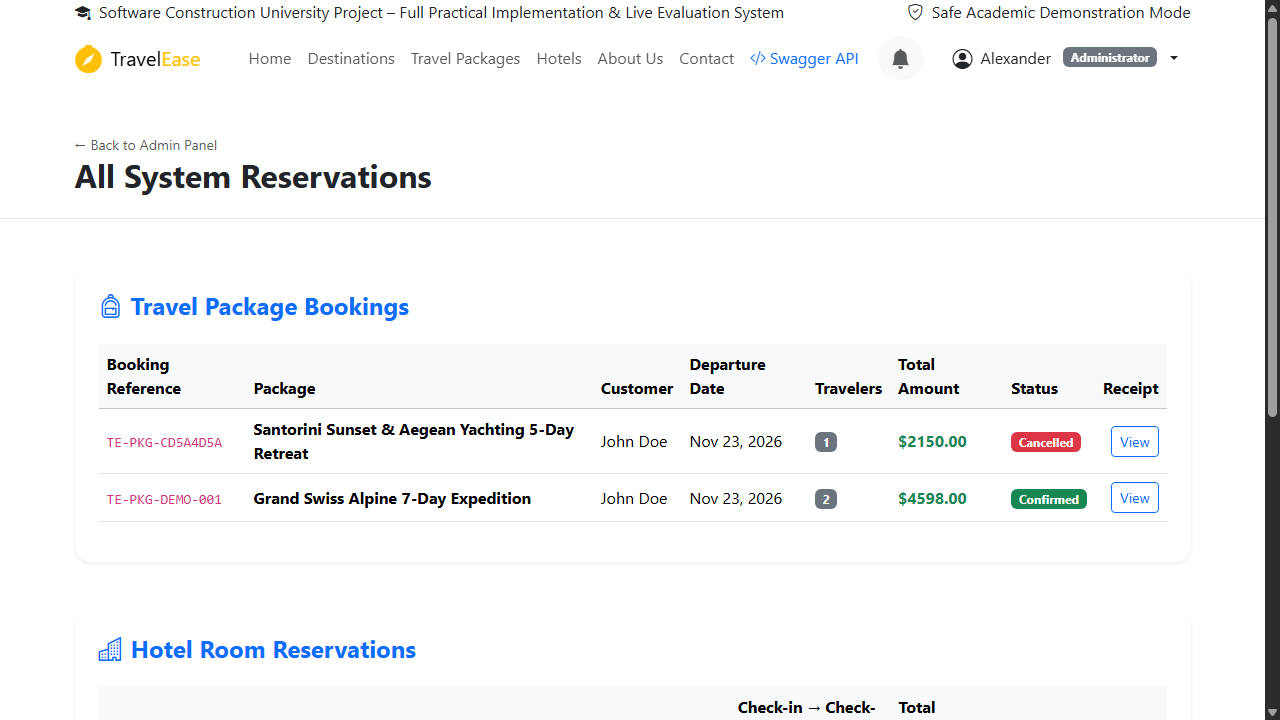 Software Construction University Project – Full Practical Implementation & Live Evaluation System
Safe Academic Demonstration Mode
TravelEase
Home
Destinations
Travel Packages
Hotels
About Us
Contact
</> Swagger API
Alexander
Administrator
← Back to Admin Panel
All System Reservations
Travel Package Bookings
Booking Reference
Package
Customer
Departure Date
Travelers
Total Amount
Status
Receipt
TE-PKG-CD5A4D5A
Santorini Sunset & Aegean Yachting 5-Day Retreat
John Doe
Nov 23, 2026
1
$2150.00
Cancelled
View
TE-PKG-DEMO-001
Grand Swiss Alpine 7-Day Expedition
John Doe
Nov 23, 2026
2
$4598.00
Confirmed
View
Hotel Room Reservations
Check-in → Check-
Total